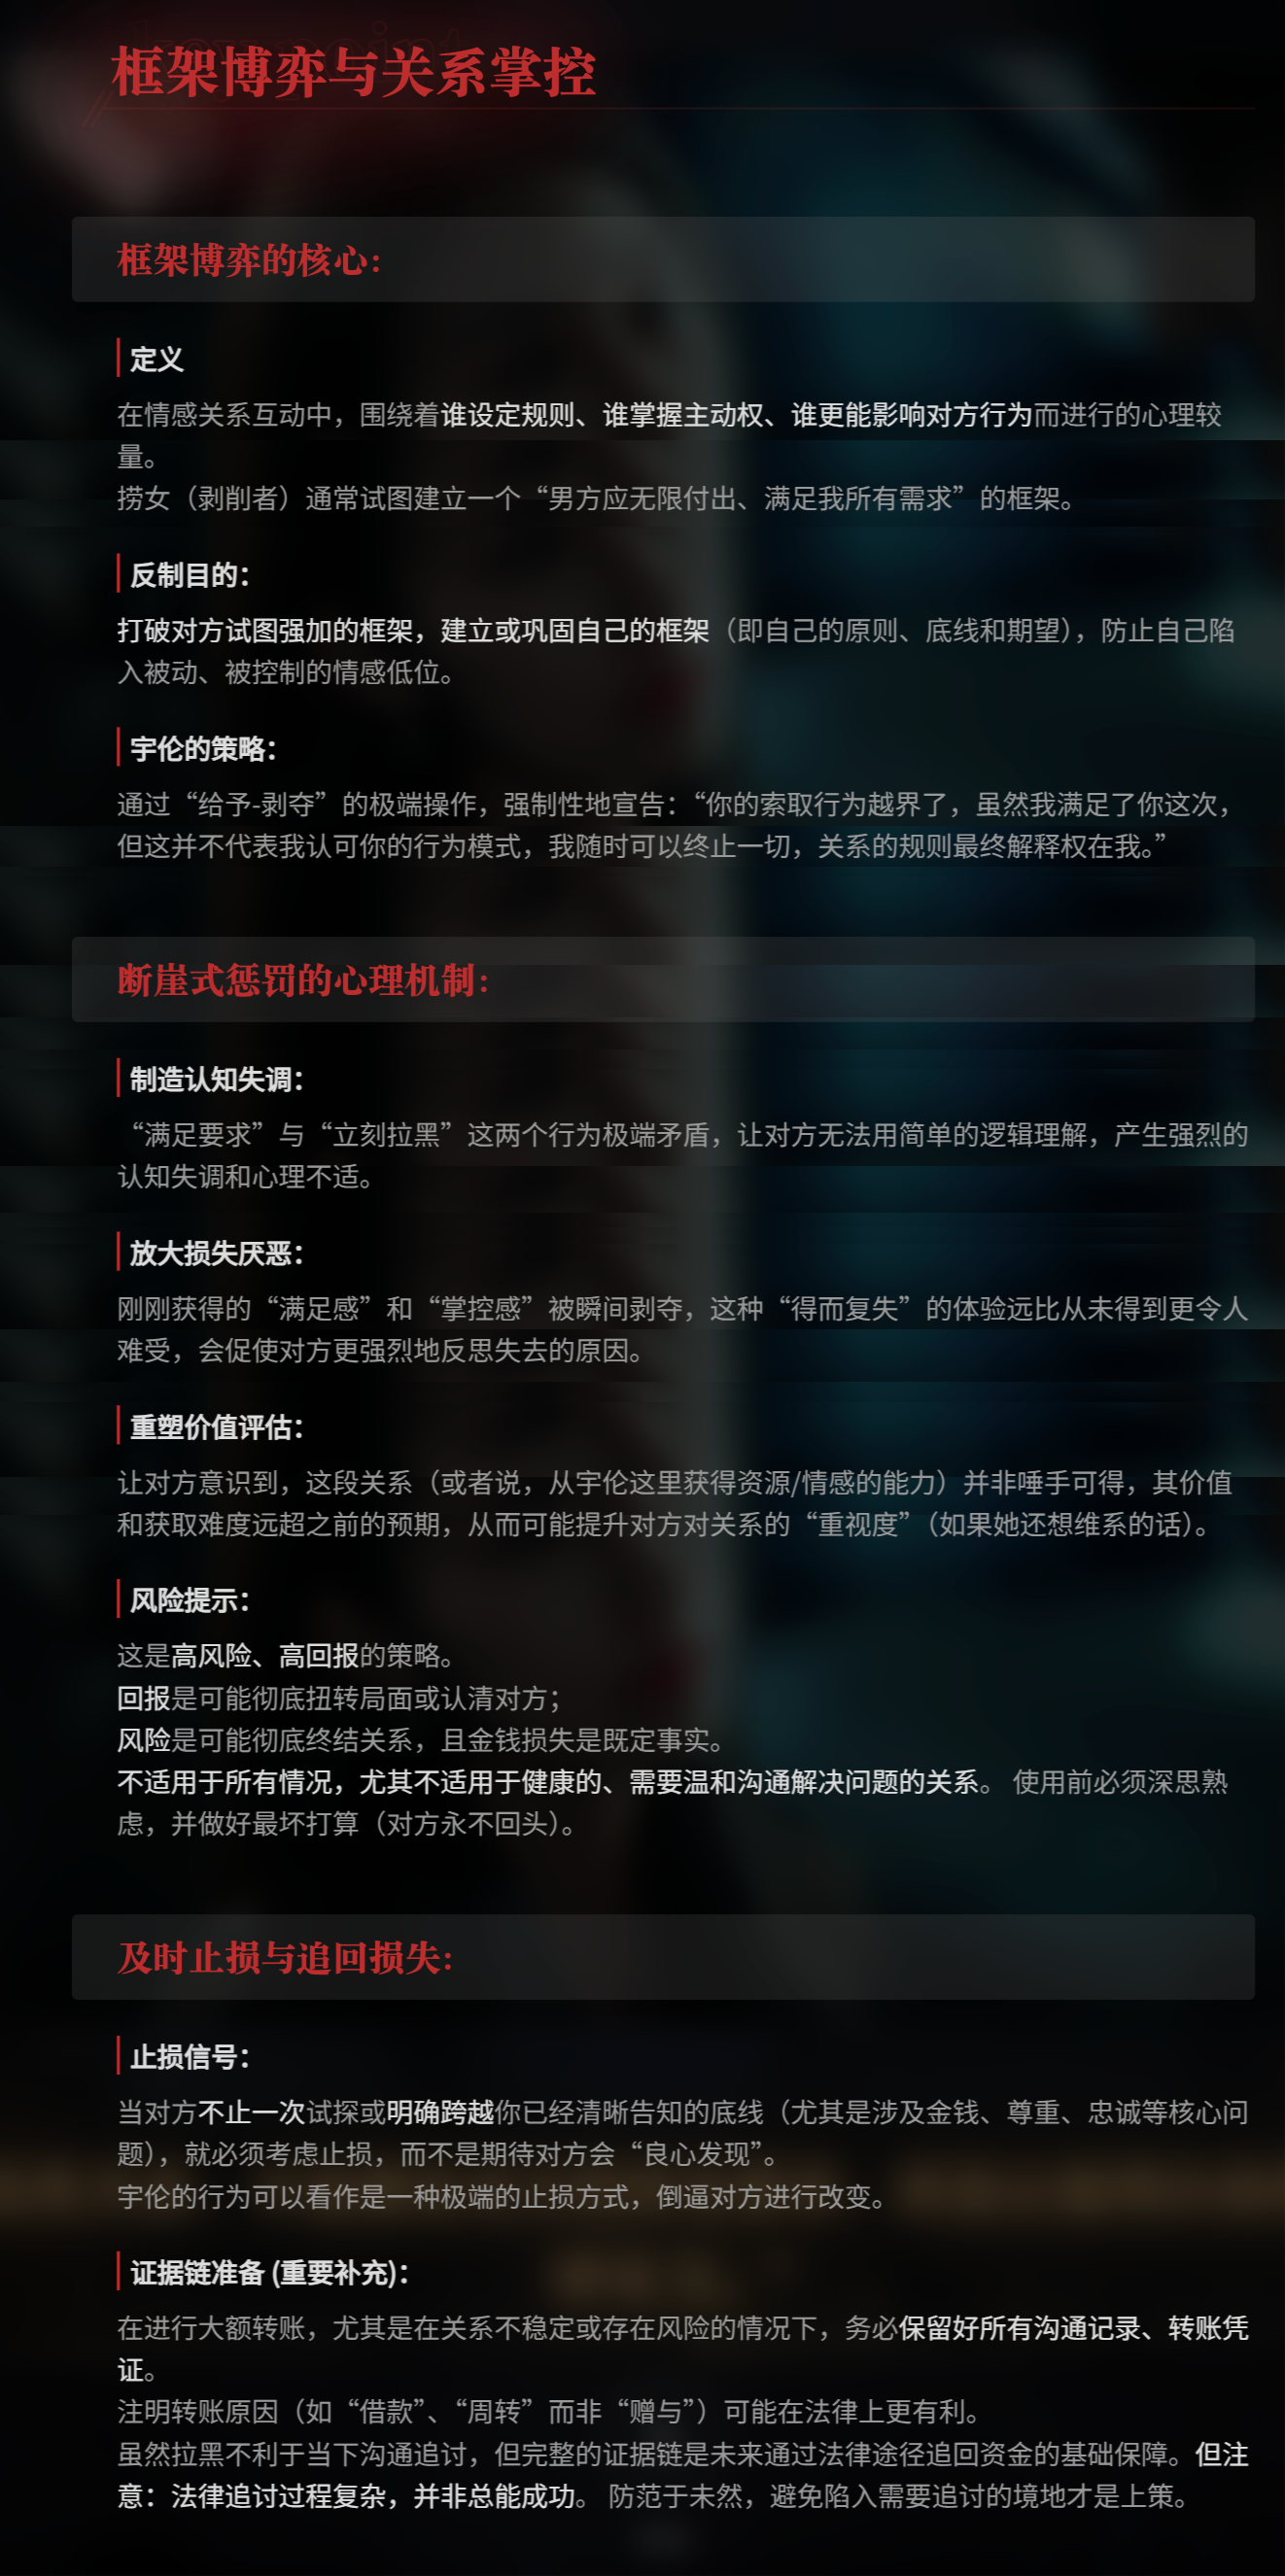 框架博弈与关系掌控
框架博弈的核心:
定义
在情感关系互动中，围绕着谁设定规则、谁掌握主动权、谁更能影响对方行为而进行的心理较
量。
捞女（剥削者）通常试图建立一个“男方应无限付出、满足我所有需求”的框架。
反制目的：
打破对方试图强加的框架，建立或巩固自己的框架（即自己的原则、底线和期望），防止自己陷
入被动、被控制的情感低位。
宇伦的策略：
通过“给予-剥夺”的极端操作，强制性地宣告：“你的索取行为越界了，虽然我满足了你这次，
但这并不代表我认可你的行为模式，我随时可以终止一切，关系的规则最终解释权在我。”
断崖式惩罚的心理机制:
制造认知失调：
“满足要求”与“立刻拉黑”这两个行为极端矛盾，让对方无法用简单的逻辑理解，产生强烈的
认知失调和心理不适。
放大损失厌恶：
刚刚获得的“满足感”和“掌控感”被瞬间剥夺，这种“得而复失”的体验远比从未得到更令人
难受，会促使对方更强烈地反思失去的原因。
重塑价值评估：
让对方意识到，这段关系（或者说，从宇伦这里获得资源/情感的能力）并非唾手可得，其价值
和获取难度远超之前的预期，从而可能提升对方对关系的“重视度”（如果她还想维系的话）。
风险提示：
这是高风险、高回报的策略。
回报是可能彻底扭转局面或认清对方；
风险是可能彻底终结关系，且金钱损失是既定事实。
不适用于所有情况，尤其不适用于健康的、需要温和沟通解决问题的关系。 使用前必须深思熟
虑，并做好最坏打算（对方永不回头）。
及时止损与追回损失:
止损信号：
当对方不止一次试探或明确跨越你已经清晰告知的底线（尤其是涉及金钱、尊重、忠诚等核心问
题），就必须考虑止损，而不是期待对方会“良心发现”。
宇伦的行为可以看作是一种极端的止损方式，倒逼对方进行改变。
证据链准备 (重要补充)：
在进行大额转账，尤其是在关系不稳定或存在风险的情况下，务必保留好所有沟通记录、转账凭
证。
注明转账原因（如“借款”、“周转”而非“赠与”）可能在法律上更有利。
虽然拉黑不利于当下沟通追讨，但完整的证据链是未来通过法律途径追回资金的基础保障。但注
意：法律追讨过程复杂，并非总能成功。 防范于未然，避免陷入需要追讨的境地才是上策。